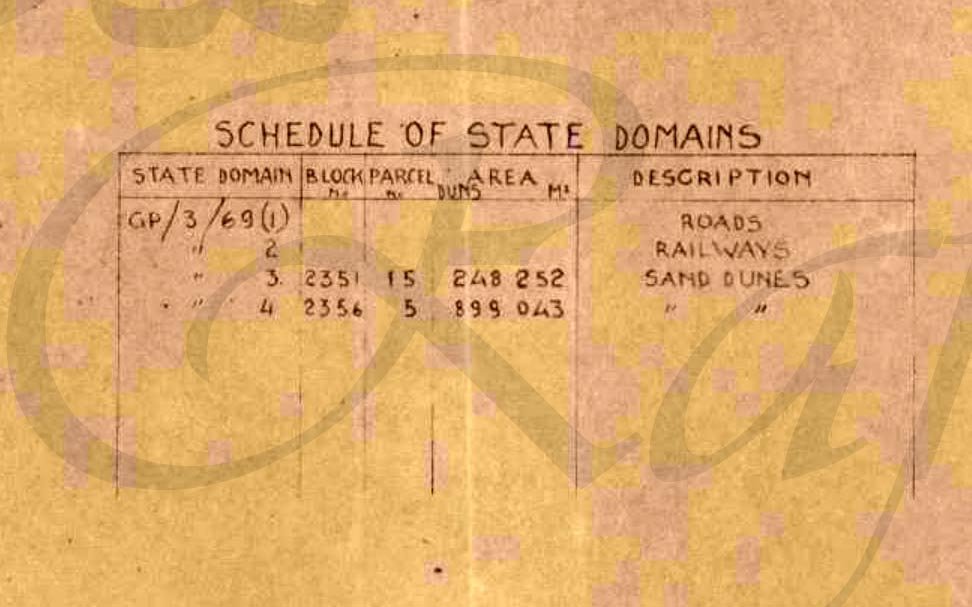 SCHEDULE OF STATE DOMAINS
STATE DOMAIN BLOCK No. PARCEL No. DUNS AREA M² DESCRIPTION
GP/3/69(1) ROADS
" 2 RAILWAYS
" 3. 2351 15 248 252 SAND DUNES
" 4 2356 5 899 043 " "